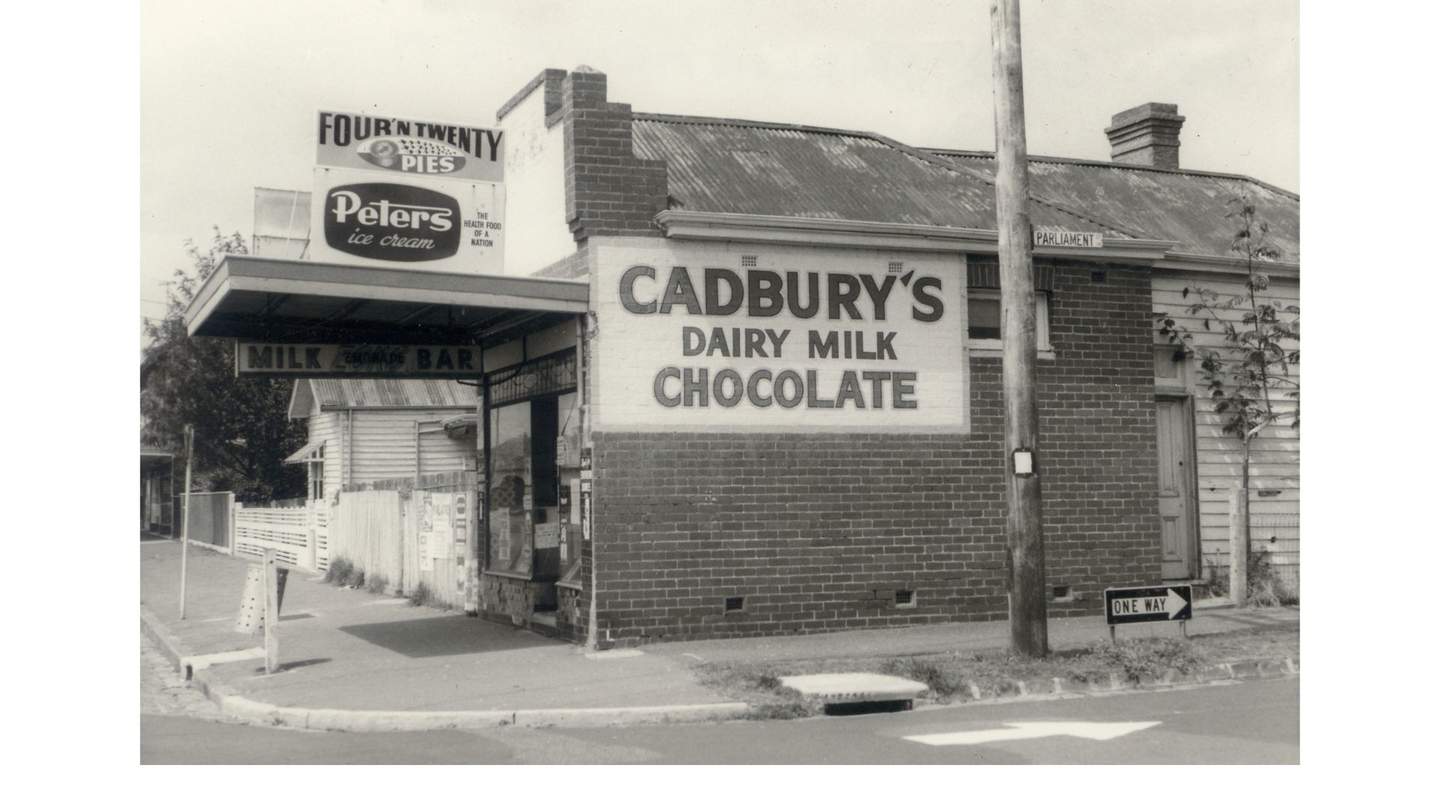 FOUR'N TWENTY
PIES
Peters
ice cream
THE
HEALTH FOOD
OF A
NATION
MILK BAR
CADBURY'S
DAIRY MILK
CHOCOLATE
PARLIAMENT
ONE WAY